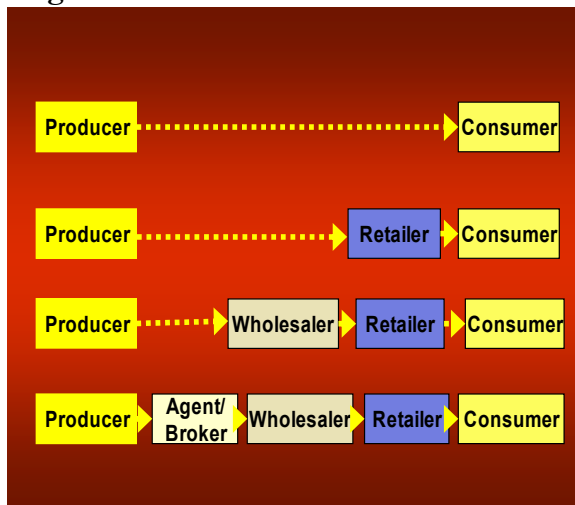 Producer Consumer
Producer Retailer Consumer
Producer Wholesaler Retailer Consumer
Producer Agent/ Wholesaler Retailer Consumer
Broker